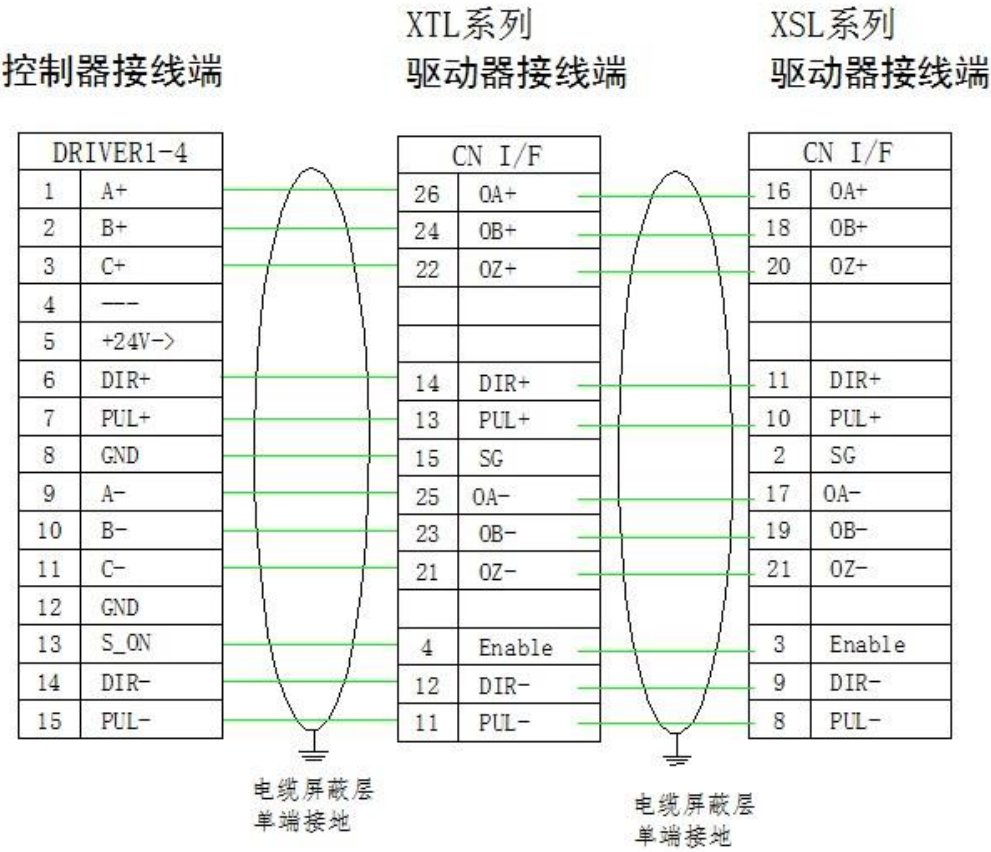 XTL系列
XSL系列
控制器接线端
驱动器接线端
驱动器接线端
DRIVER1-4
CN I/F
CN I/F
1 A+ 26 OA+ 16 OA+
2 B+ 24 OB+ 18 OB+
3 C+ 22 OZ+ 20 OZ+
4 ---
5 +24V->
6 DIR+ 14 DIR+ 11 DIR+
7 PUL+ 13 PUL+ 10 PUL+
8 GND 15 SG 2 SG
9 A- 25 OA- 17 OA-
10 B- 23 OB- 19 OB-
11 C- 21 OZ- 21 OZ-
12 GND
13 S_ON 4 Enable 3 Enable
14 DIR- 12 DIR- 9 DIR-
15 PUL- 11 PUL- 8 PUL-
电缆屏蔽层
单端接地
电缆屏蔽层
单端接地